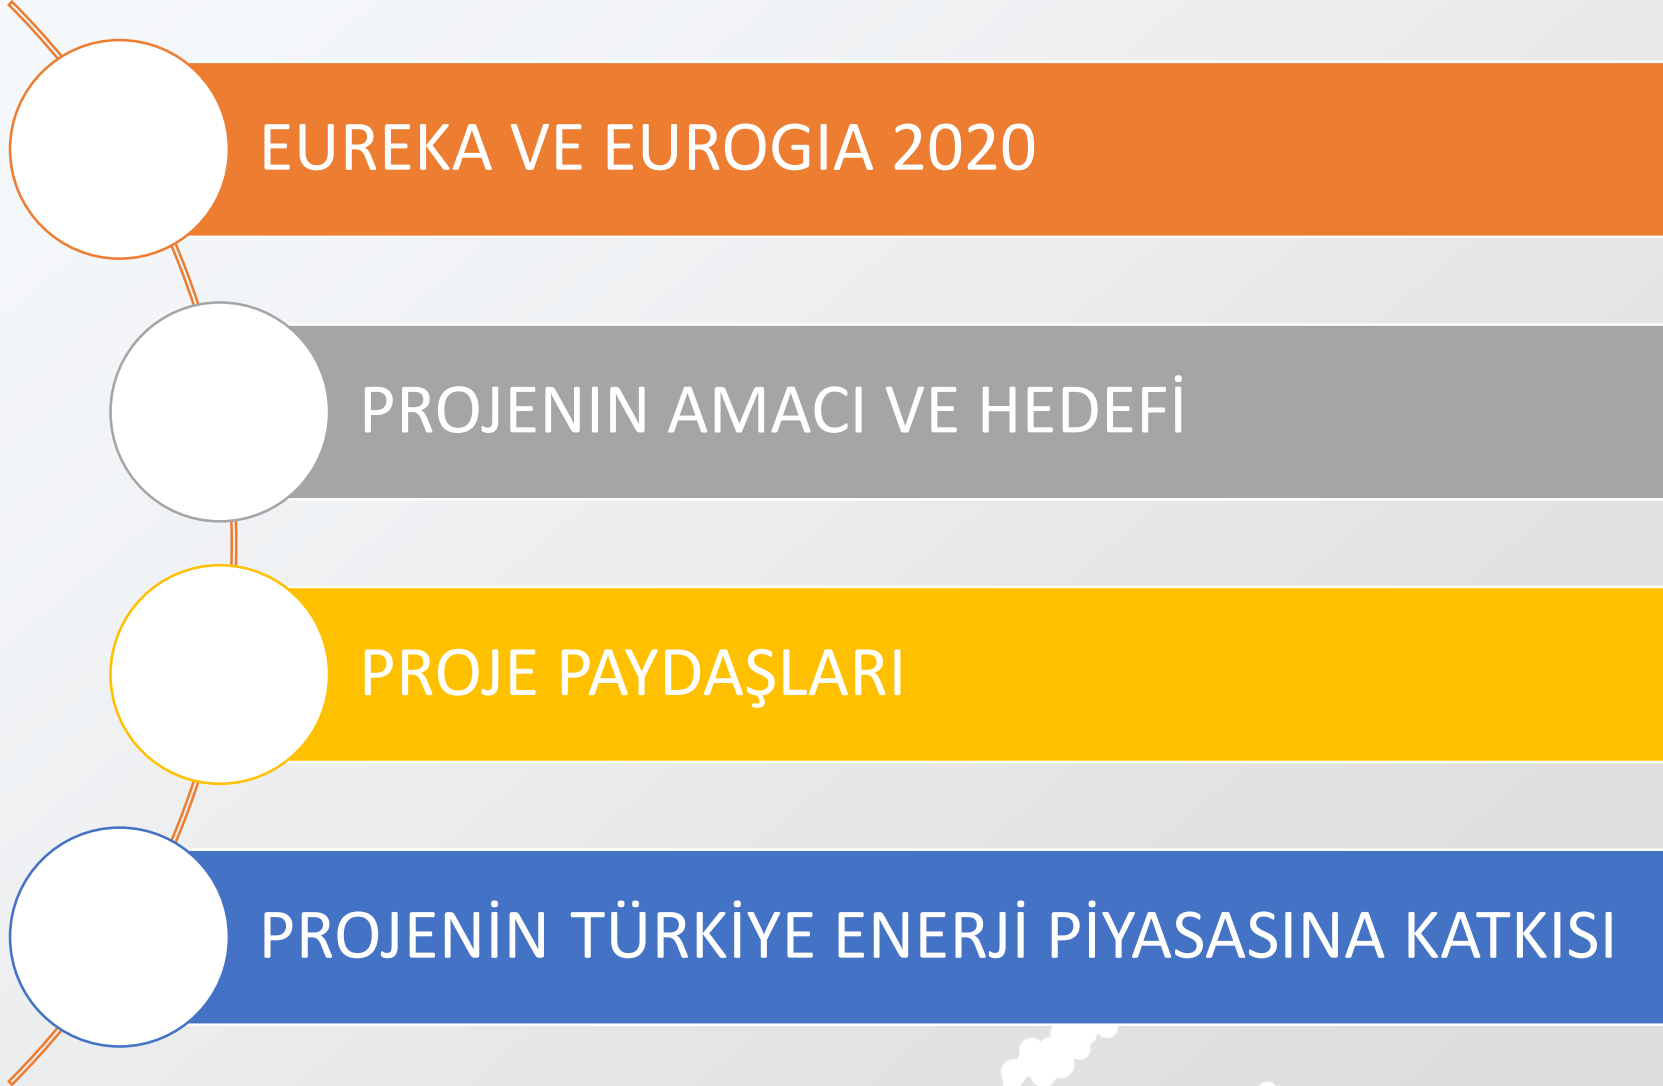 EUREKA VE EUROGIA 2020
PROJENIN AMACI VE HEDEFİ
PROJE PAYDAŞLARI
PROJENİN TÜRKİYE ENERJİ PİYASASINA KATKISI